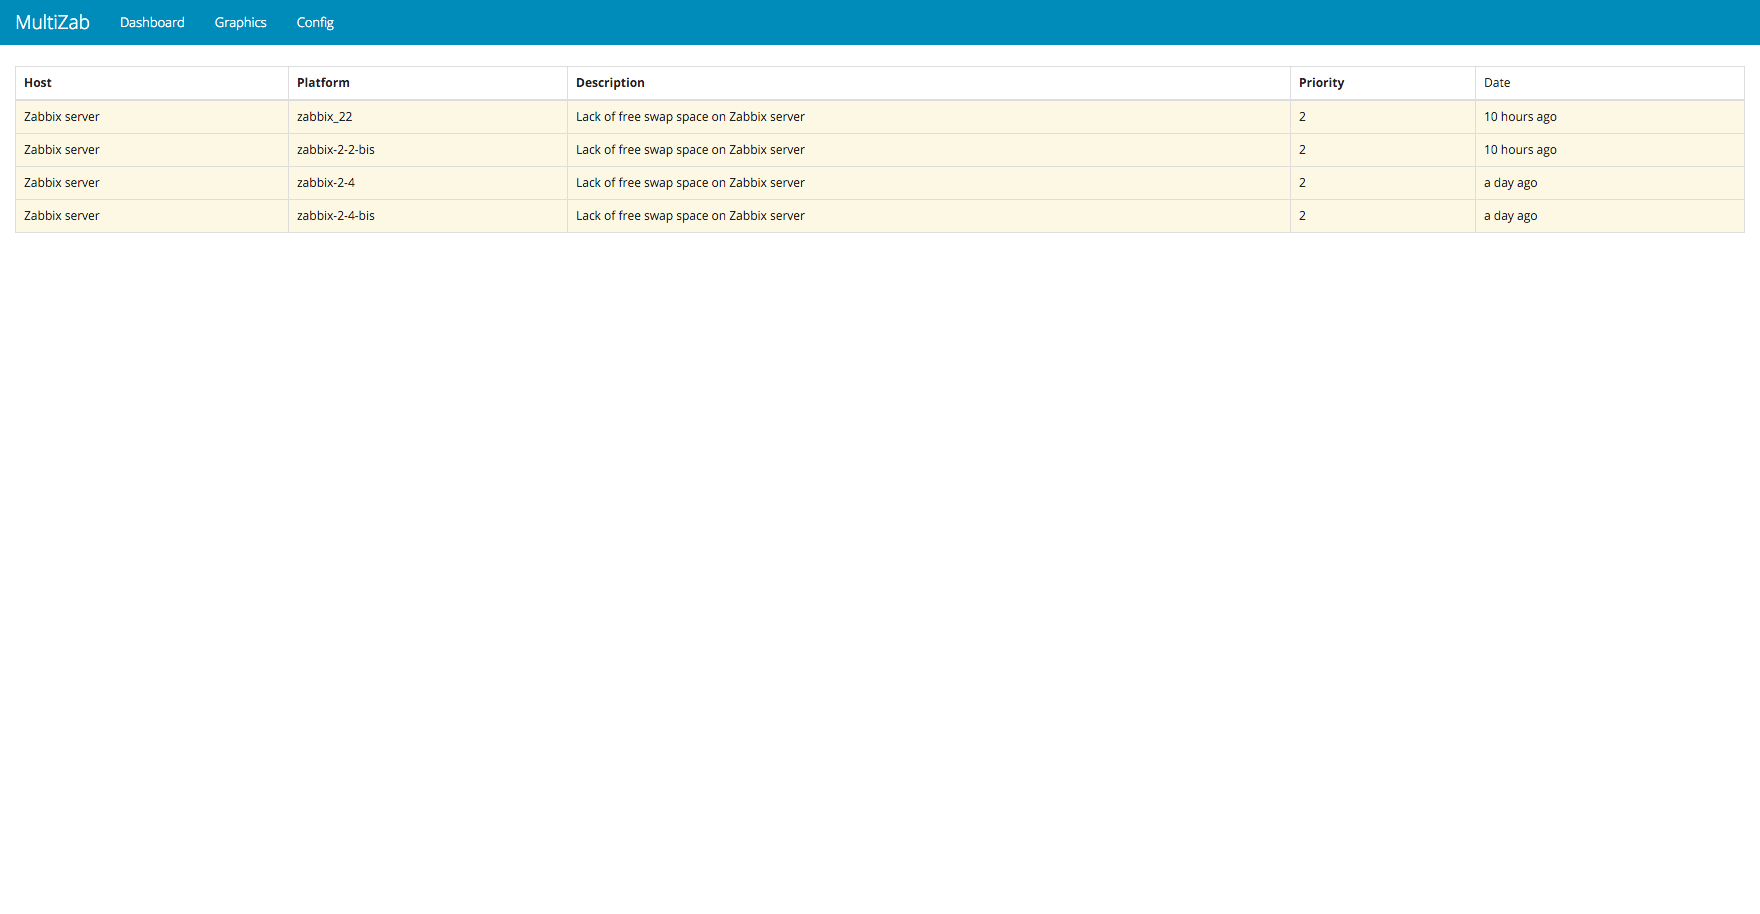 MultiZab Dashboard Graphics Config
Host Platform Description Priority Date
Zabbix server zabbix_22 Lack of free swap space on Zabbix server 2 10 hours ago
Zabbix server zabbix-2-2-bis Lack of free swap space on Zabbix server 2 10 hours ago
Zabbix server zabbix-2-4 Lack of free swap space on Zabbix server 2 a day ago
Zabbix server zabbix-2-4-bis Lack of free swap space on Zabbix server 2 a day ago